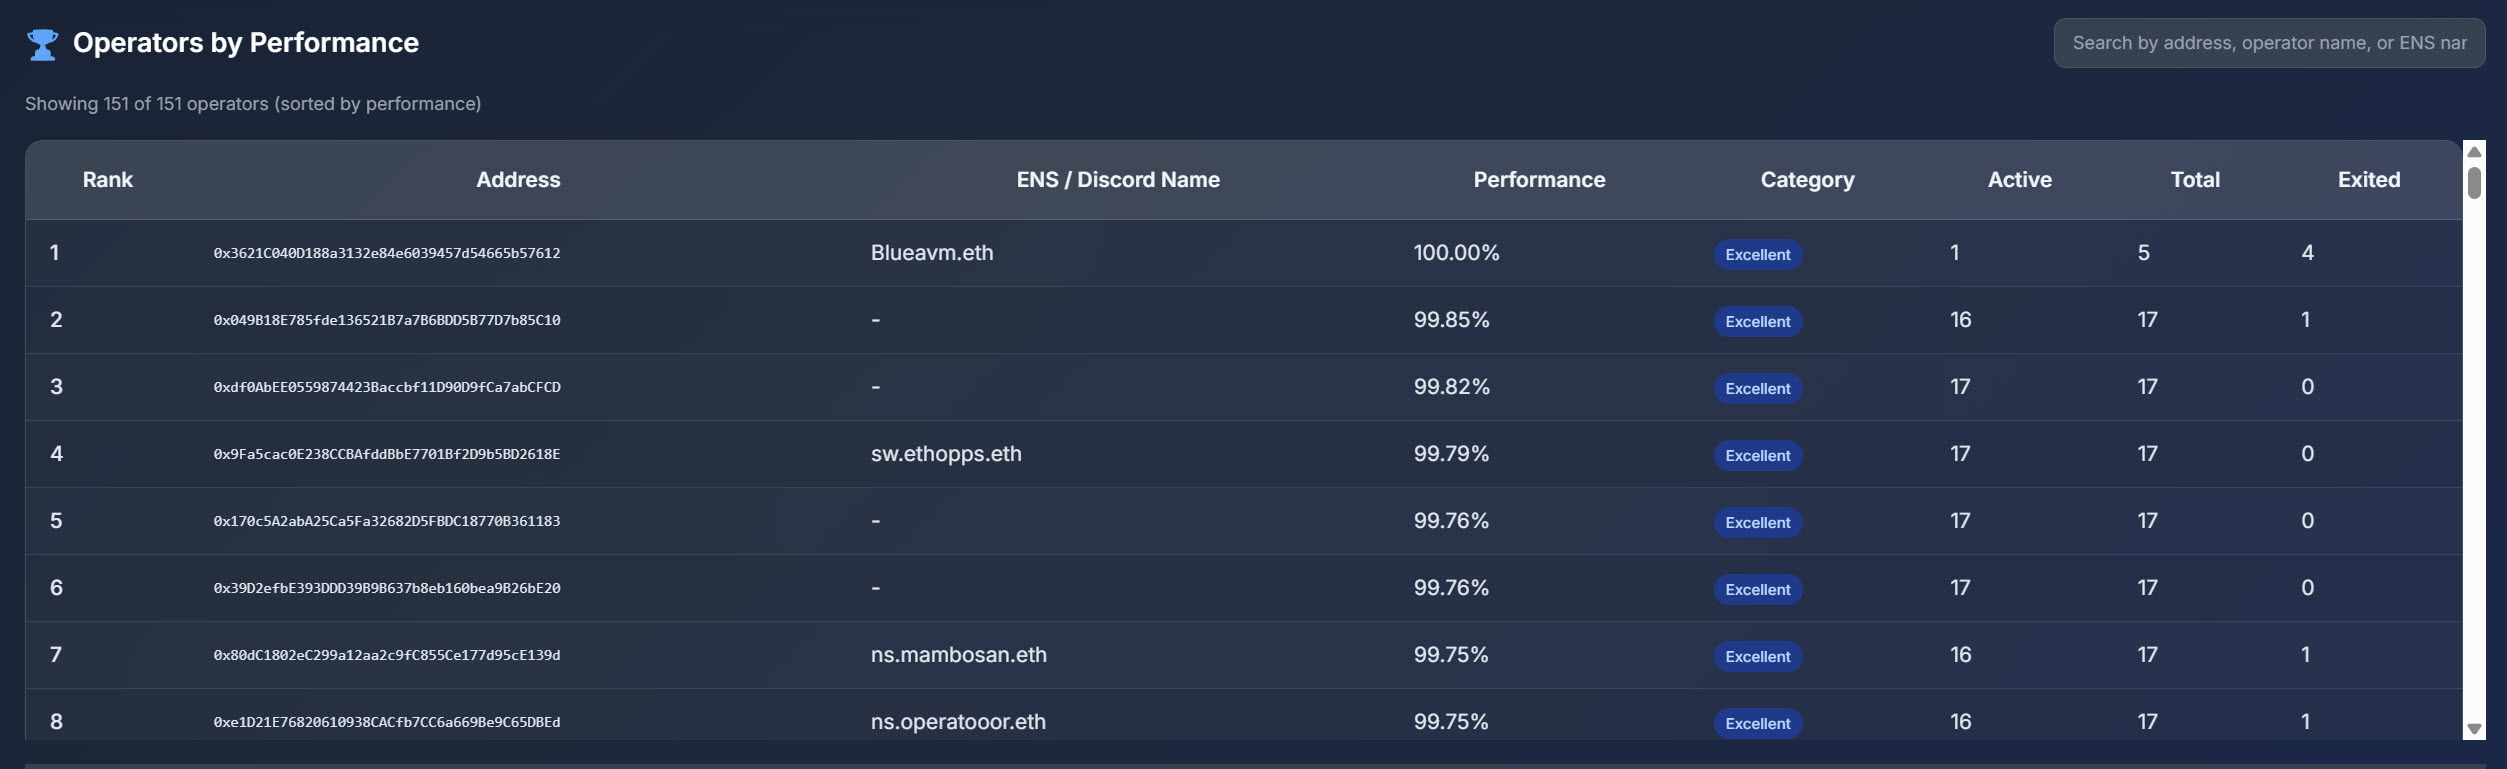 Operators by Performance
Search by address, operator name, or ENS nar
Showing 151 of 151 operators (sorted by performance)
Rank Address ENS / Discord Name Performance Category Active Total Exited
1 0x3621C040D188a3132e84e6039457d54665b57612 Blueavm.eth 100.00% Excellent 1 5 4
2 0x049B18E785fde136521B7a7B6BDD5B77D7b85C10 - 99.85% Excellent 16 17 1
3 0xdf0AbEE0559874423Baccbf11D90D9fCa7abCFCD - 99.82% Excellent 17 17 0
4 0x9Fa5cac0E238CCBAfddBbE7701Bf2D9b5BD2618E sw.ethopps.eth 99.79% Excellent 17 17 0
5 0x170c5A2abA25Ca5Fa32682D5FBDC18770B361183 - 99.76% Excellent 17 17 0
6 0x39D2efbE393DDD39B9B637b8eb160bea9B26bE20 - 99.76% Excellent 17 17 0
7 0x80dC1802eC299a12aa2c9fC855Ce177d95cE139d ns.mambosan.eth 99.75% Excellent 16 17 1
8 0xe1D21E76820610938CACfb7CC6a669Be9C65DBEd ns.operatooor.eth 99.75% Excellent 16 17 1